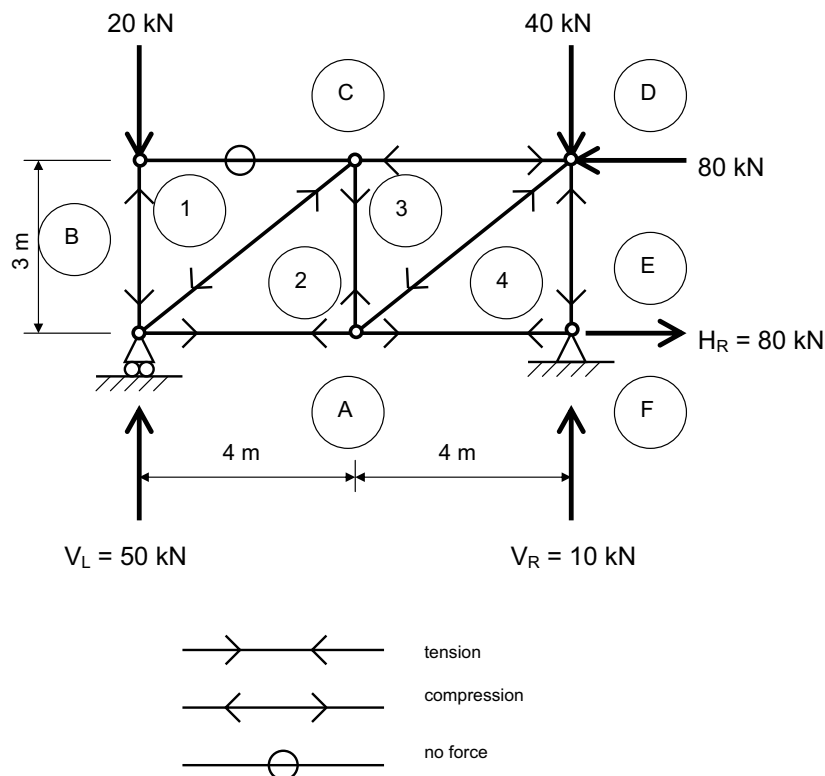 20 kN
40 kN
C
D
80 kN
1
3
B
3 m
2
4
E
H_R = 80 kN
A
F
4 m
4 m
V_L = 50 kN
V_R = 10 kN
tension
compression
no force